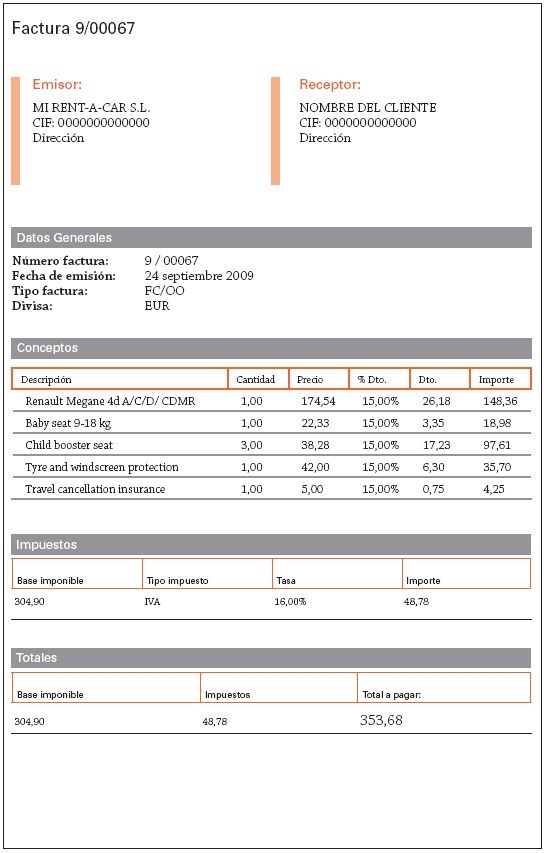 Factura 9/00067
Emisor:
MI RENT-A-CAR S.L.
CIF: 0000000000000
Dirección
Receptor:
NOMBRE DEL CLIENTE
CIF: 0000000000000
Dirección
Datos Generales
Número factura: 9 / 00067
Fecha de emisión: 24 septiembre 2009
Tipo factura: FC/OO
Divisa: EUR
Conceptos
Descripción Cantidad Precio % Dto. Dto. Importe
Renault Megane 4d A/C/D/ CDMR 1,00 174,54 15,00% 26,18 148,36
Baby seat 9-18 kg 1,00 22,33 15,00% 3,35 18,98
Child booster seat 3,00 38,28 15,00% 17,23 97,61
Tyre and windscreen protection 1,00 42,00 15,00% 6,30 35,70
Travel cancellation insurance 1,00 5,00 15,00% 0,75 4,25
Impuestos
Base imponible Tipo impuesto Tasa Importe
304,90 IVA 16,00% 48,78
Totales
Base imponible Impuestos Total a pagar:
304,90 48,78 353,68